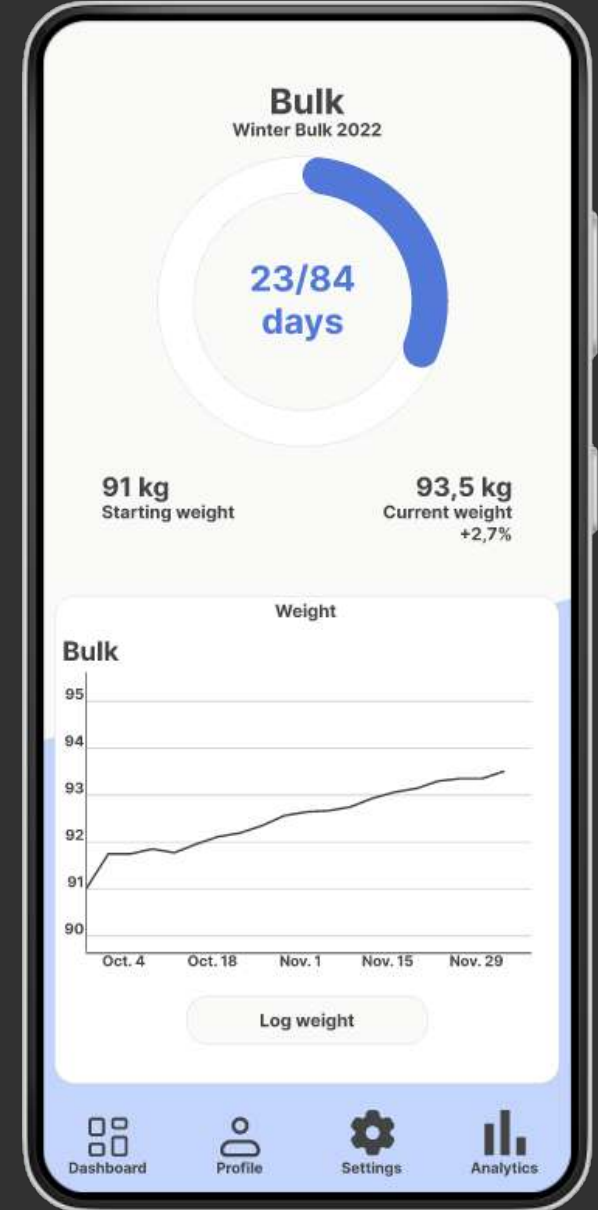 Bulk
Winter Bulk 2022
23/84
days
91 kg
Starting weight
93,5 kg
Current weight
+2,7%
Weight
Bulk
95
94
93
92
91
90
Oct. 4 Oct. 18 Nov. 1 Nov. 15 Nov. 29
Log weight
Dashboard Profile Settings Analytics